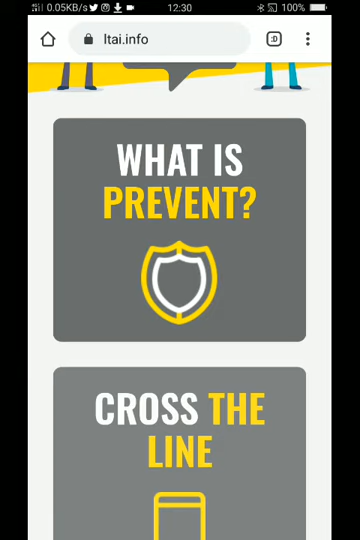 0.05KB/s 12:30 100%
ltai.info :D
WHAT IS
PREVENT?
CROSS THE
LINE